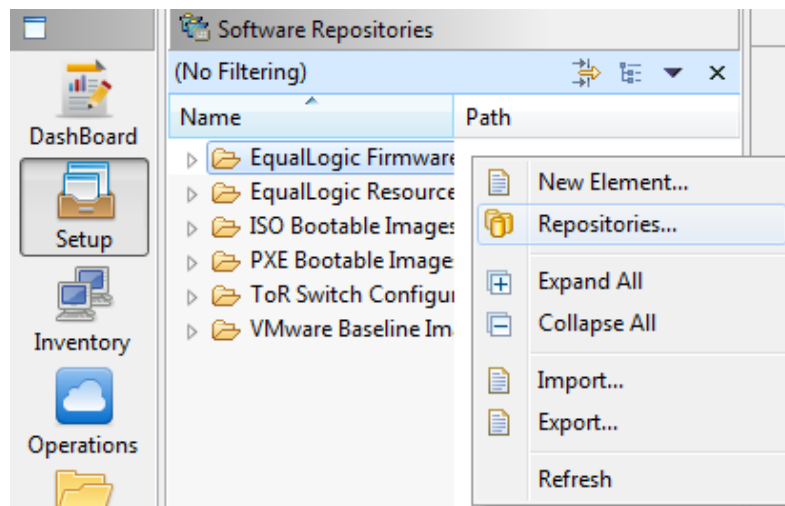 Software Repositories
(No Filtering)
Name Path
DashBoard
Setup
Inventory
Operations
EqualLogic Firmware
EqualLogic Resource
ISO Bootable Images
PXE Bootable Image
ToR Switch Configu
VMware Baseline Im
New Element...
Repositories...
Expand All
Collapse All
Import...
Export...
Refresh